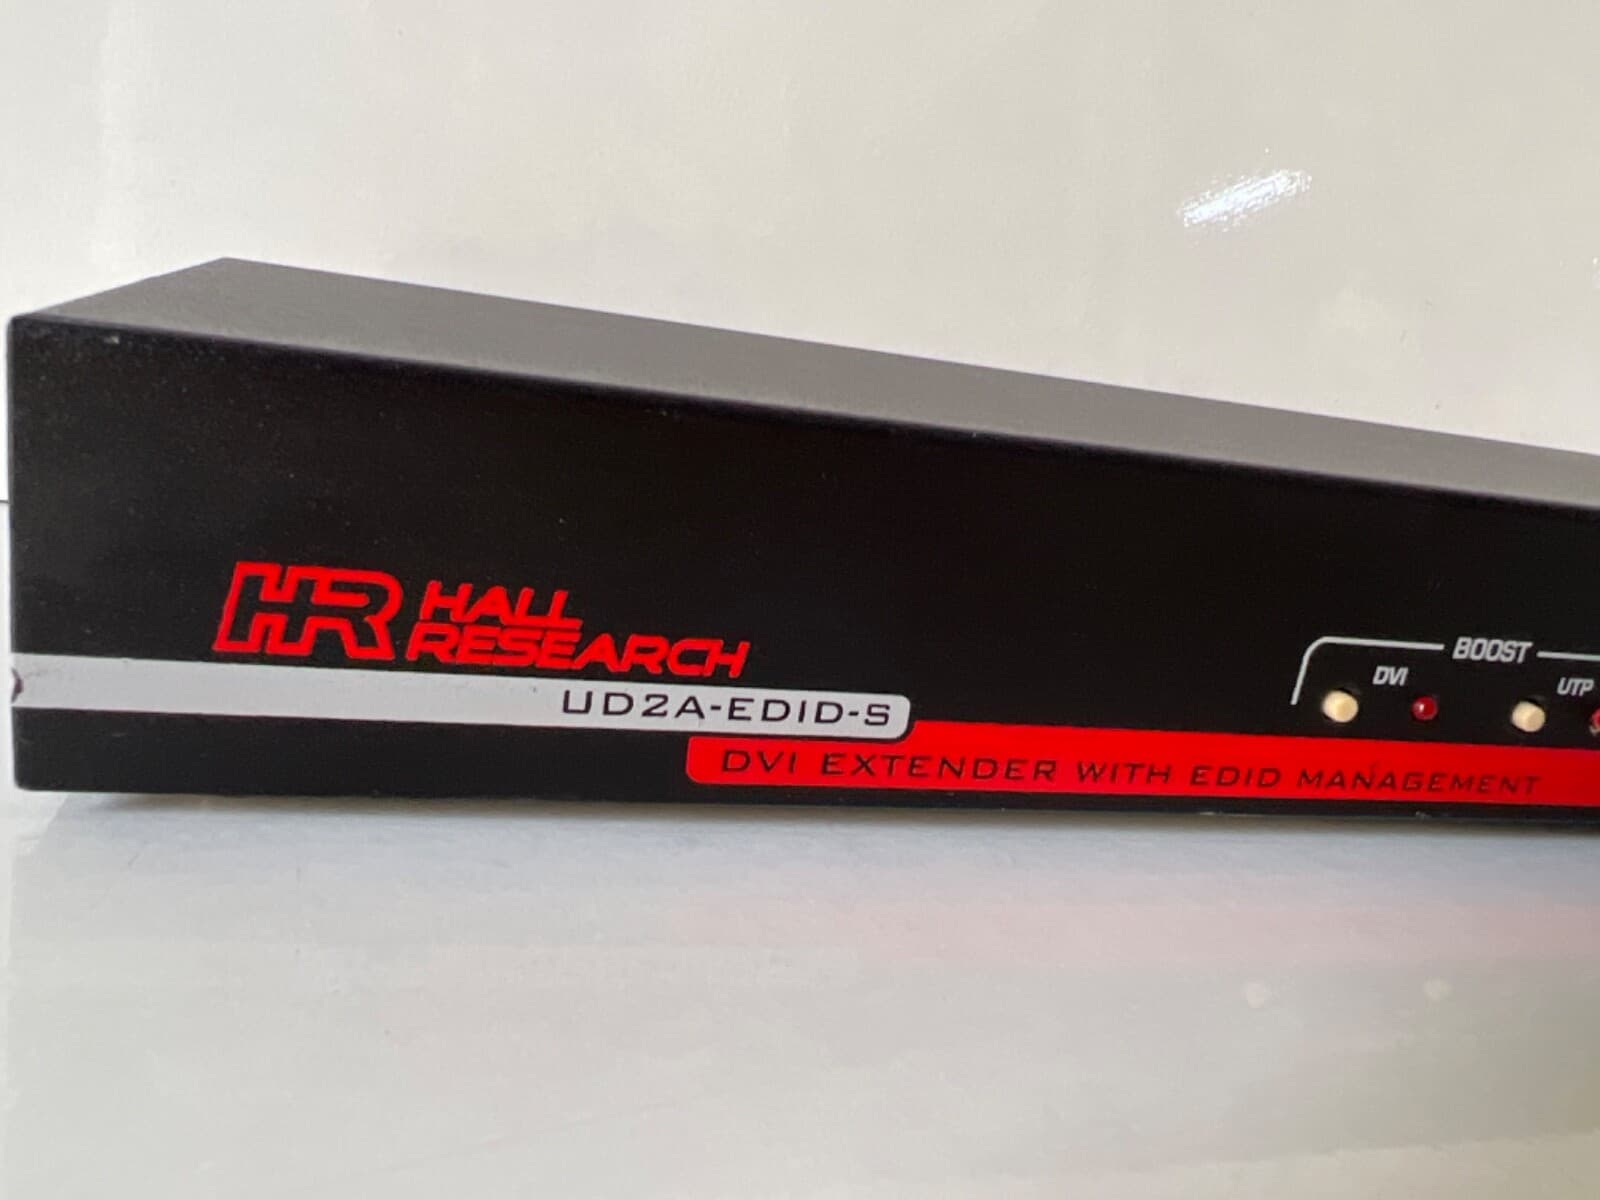 HR HALL
RESEARCH
UD2A-EDID-S
DVI EXTENDER WITH EDID MANAGEMENT
BOOST
DVI
UTP